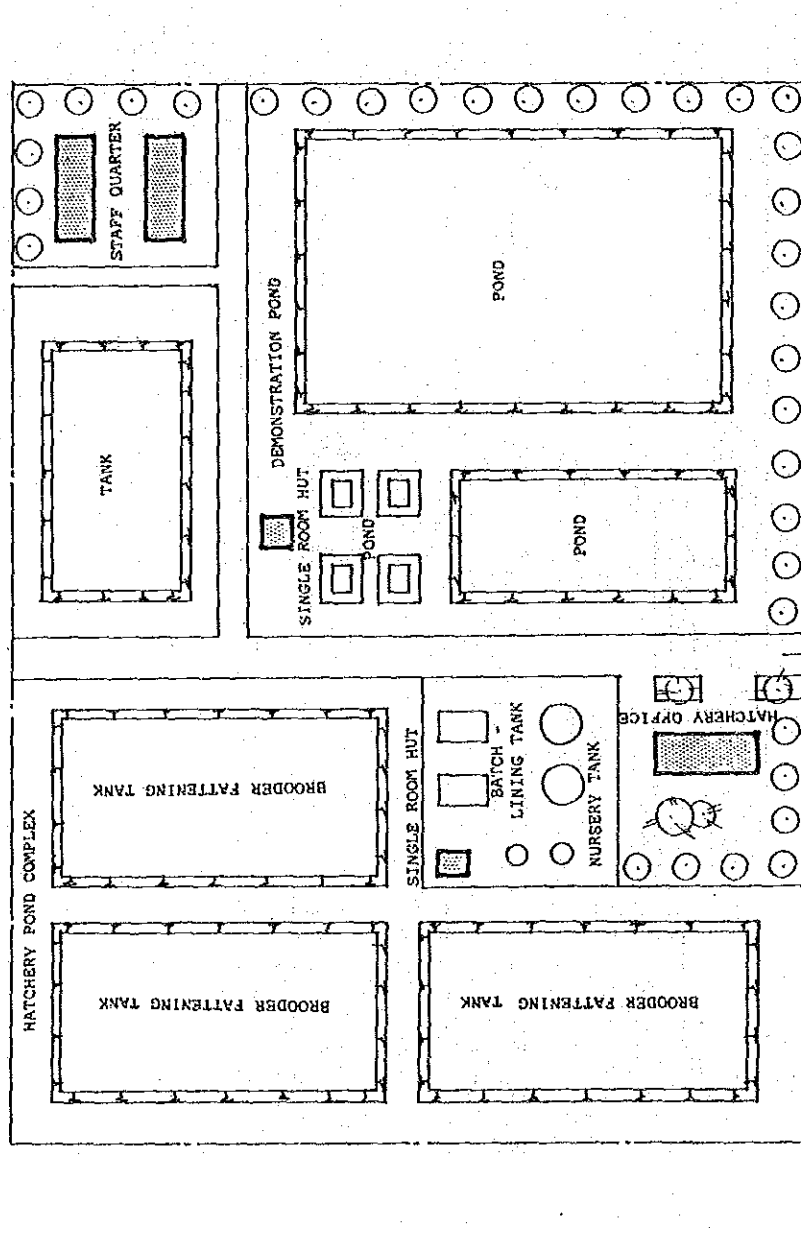 STAFF QUARTER
TANK
DEMONSTRATION POND
POND
SINGLE ROOM HUT
POND
POND
HATCHERY POND COMPLEX
BROODER FATTENING TANK
SINGLE ROOM HUT
BATCH -
LINING TANK
NURSERY TANK
HATCHERY OFFICE
BROODER FATTENING TANK
BROODER FATTENING TANK